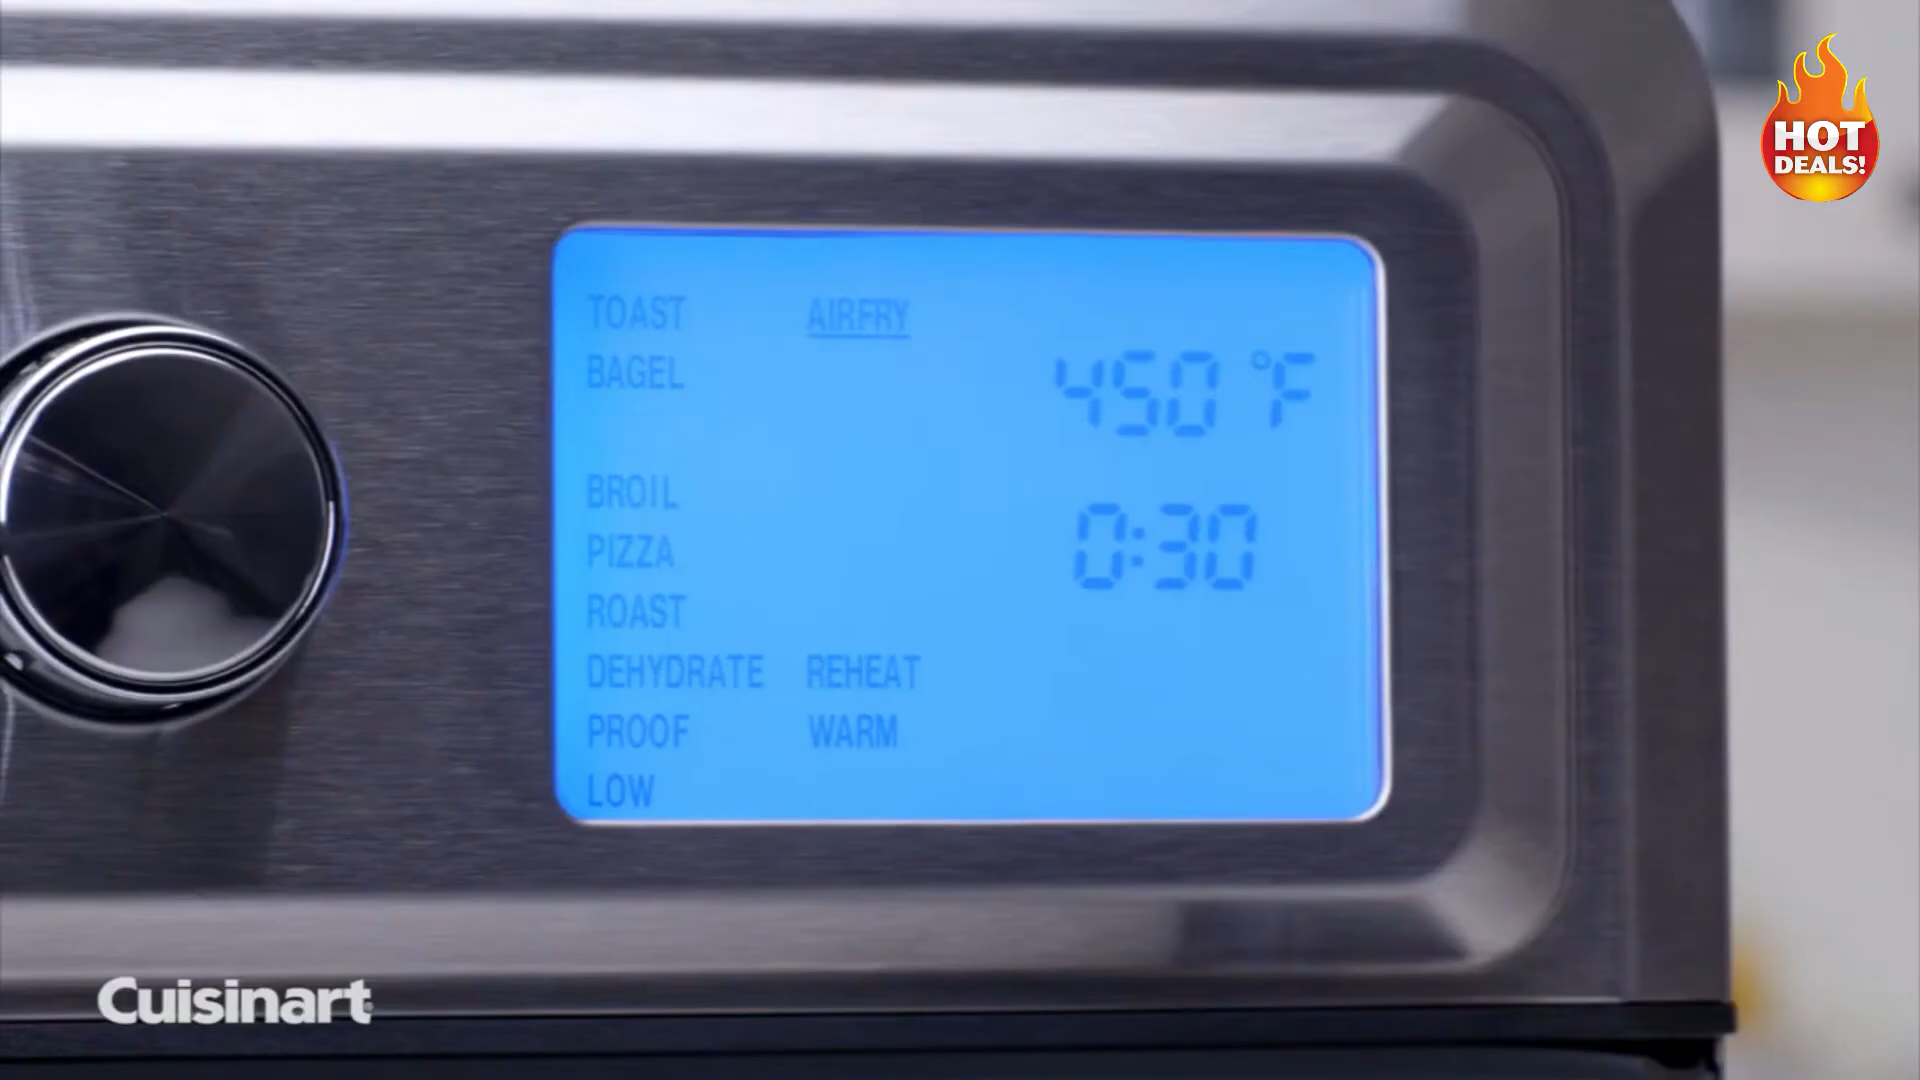 HOT
DEALS!
TOAST AIRFRY
BAGEL
450 °F
BROIL
0:30
PIZZA
ROAST
DEHYDRATE REHEAT
PROOF WARM
LOW
Cuisinart